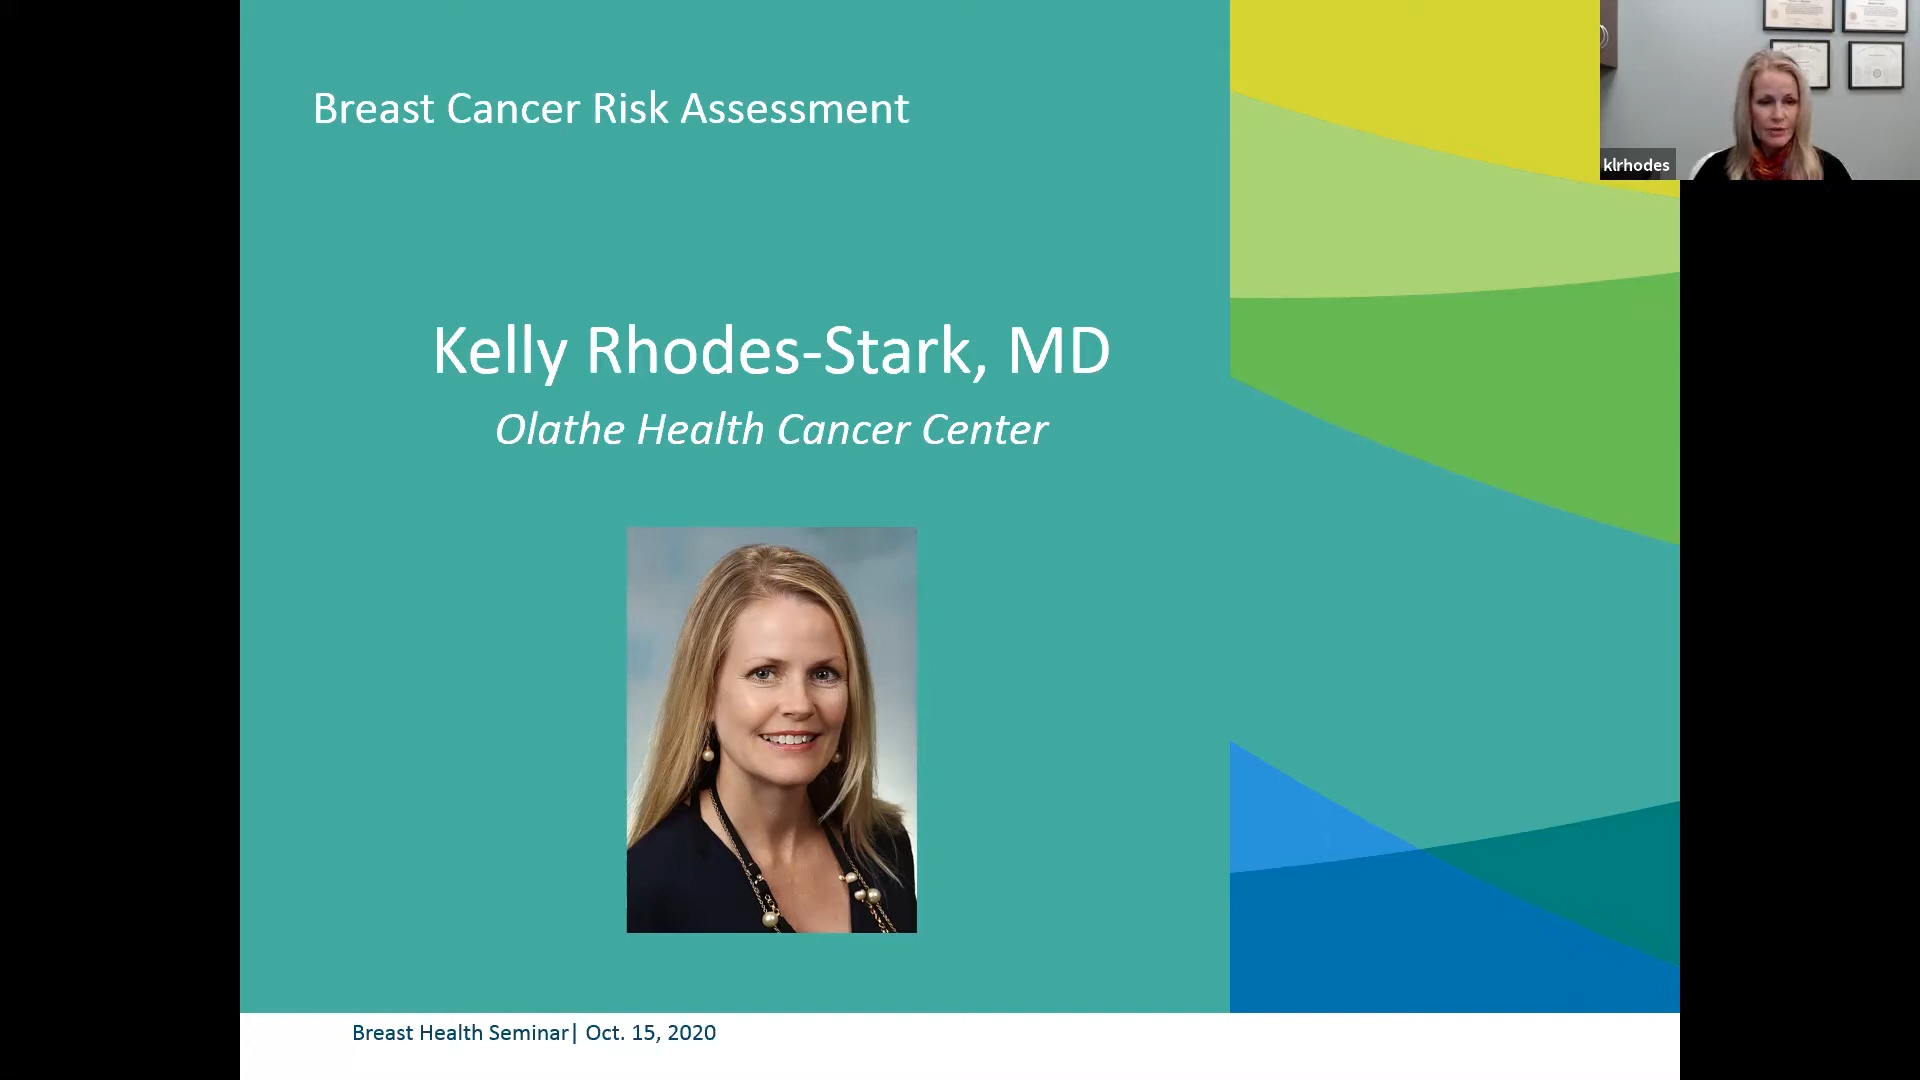 Breast Cancer Risk Assessment
klrhodes
Kelly Rhodes-Stark, MD
Olathe Health Cancer Center
Breast Health Seminar| Oct. 15, 2020